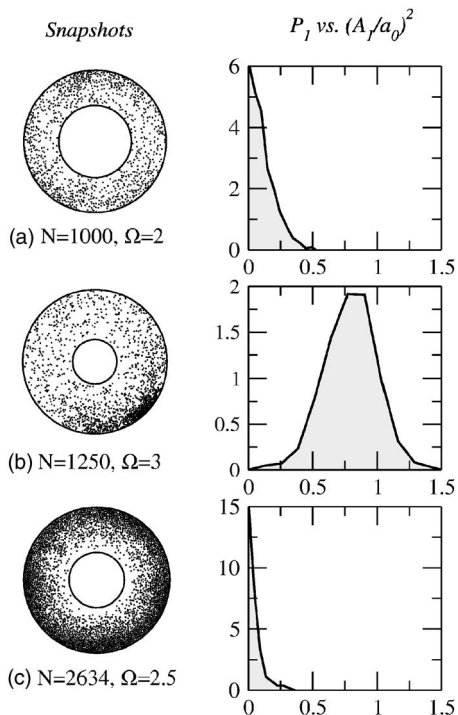 Snapshots
P₁ vs. (A₁/a₀)²
6
4
2
0
0 0.5 1 1.5
(a) N=1000, Ω=2
2
1.5
1
0.5
0
0 0.5 1 1.5
(b) N=1250, Ω=3
15
10
5
0
0 0.5 1 1.5
(c) N=2634, Ω=2.5